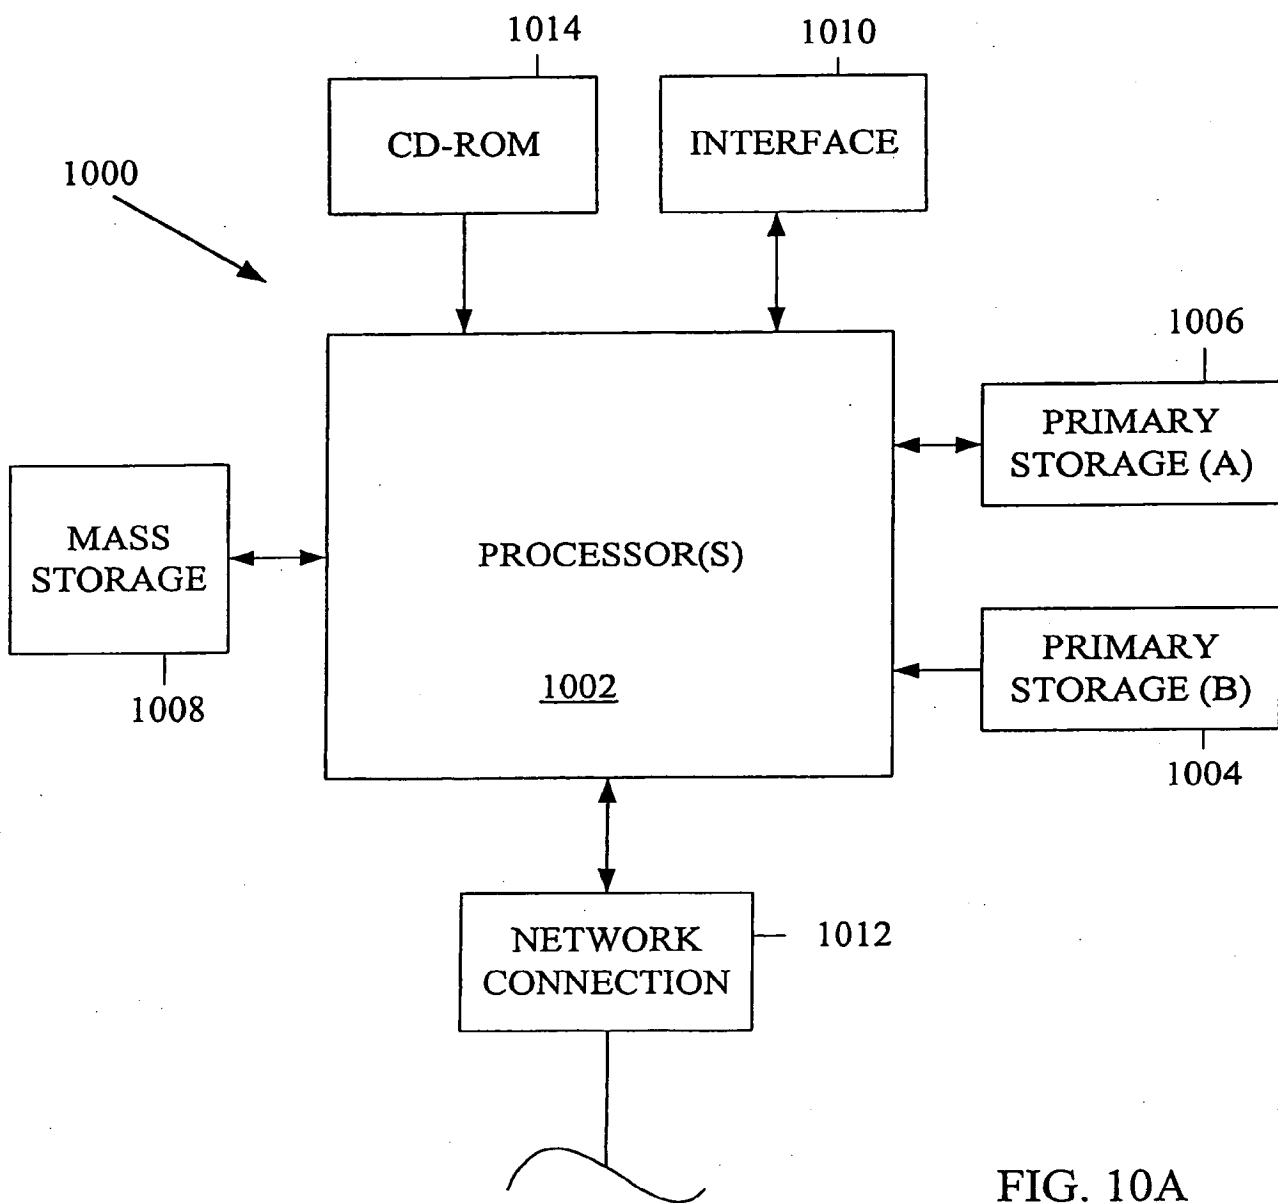 1014
1010
CD-ROM
INTERFACE
1000
1006
PRIMARY
STORAGE (A)
MASS
STORAGE
PROCESSOR(S)
PRIMARY
STORAGE (B)
1002
1008
1004
NETWORK
CONNECTION
1012
FIG. 10A